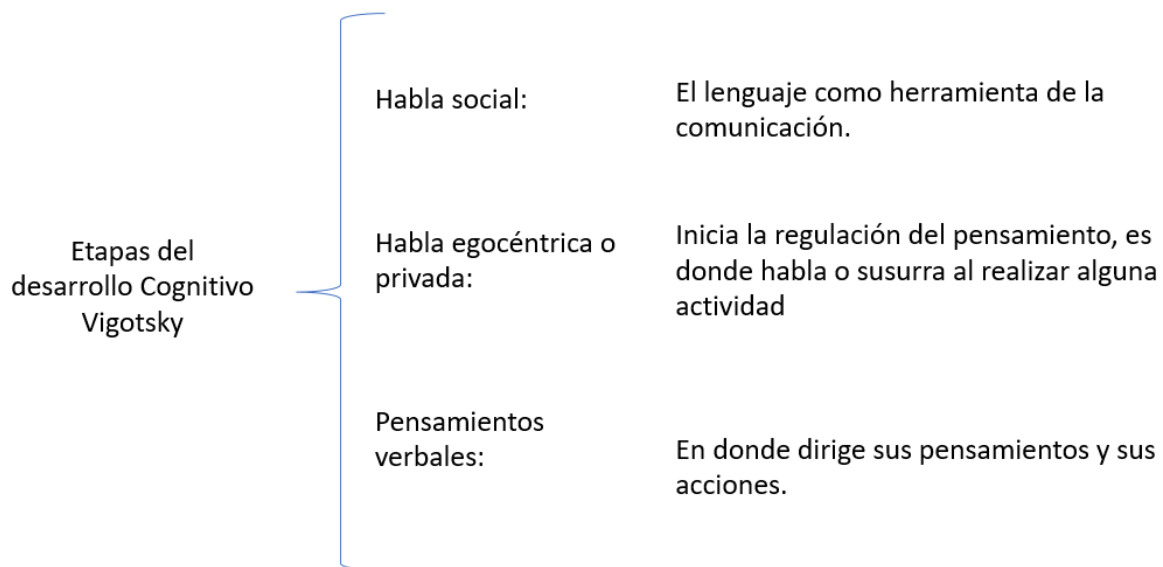 Etapas del
desarrollo Cognitivo
Vigotsky
Habla social:
El lenguaje como herramienta de la
comunicación.
Habla egocéntrica o
privada:
Inicia la regulación del pensamiento, es
donde habla o susurra al realizar alguna
actividad
Pensamientos
verbales:
En donde dirige sus pensamientos y sus
acciones.